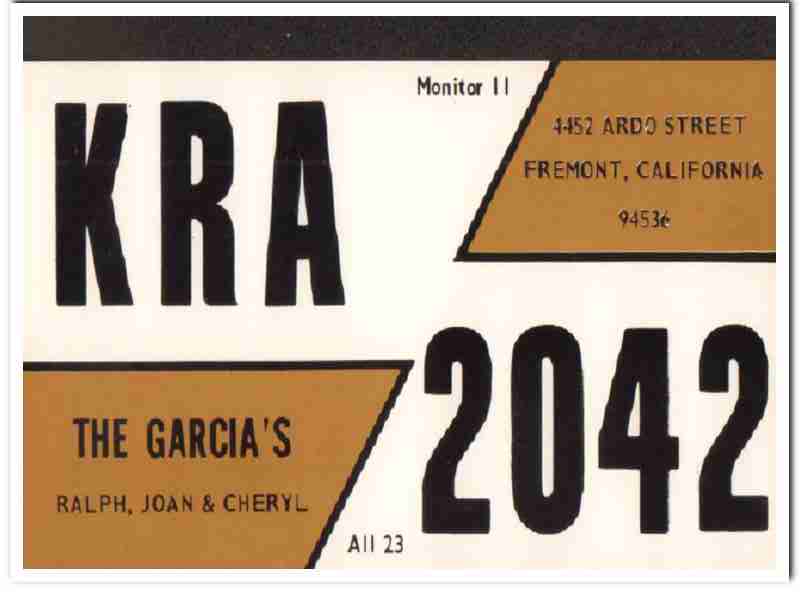 Monitor 11
KRA
4452 ARDO STREET
FREMONT, CALIFORNIA
94536
2042
THE GARCIA'S
RALPH, JOAN & CHERYL
All 23